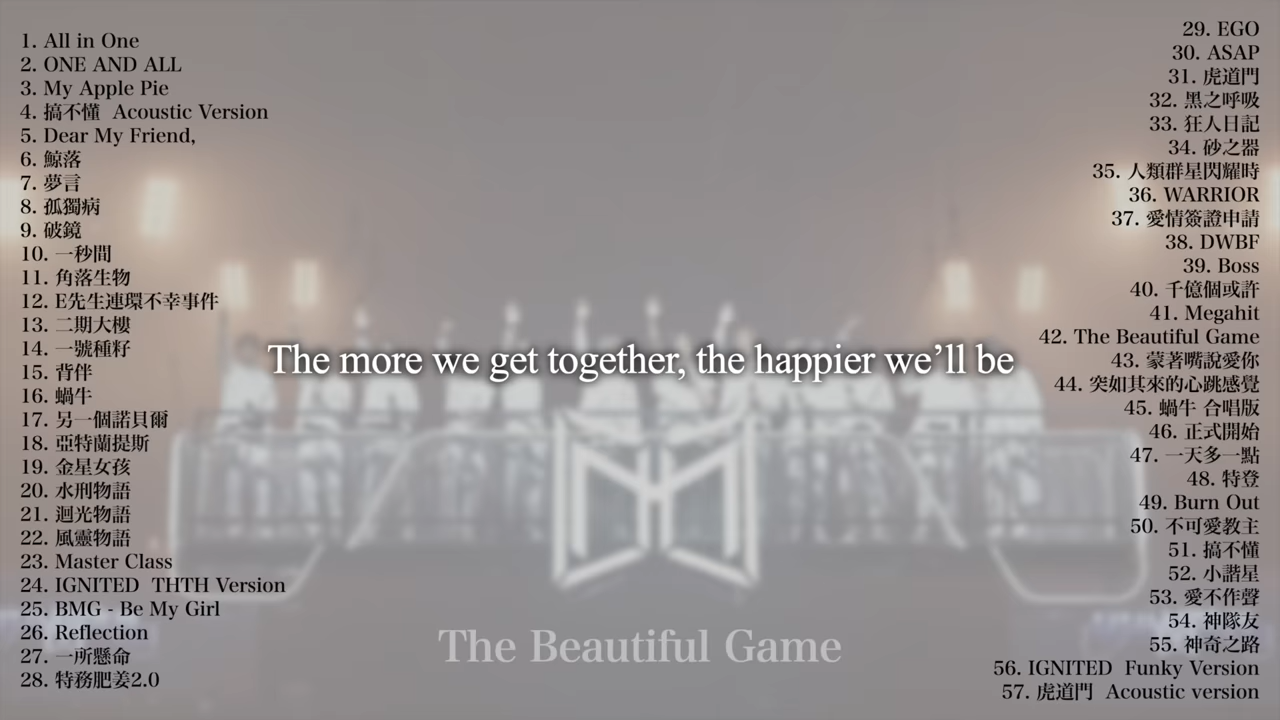 1. All in One
2. ONE AND ALL
3. My Apple Pie
4. 搞不懂 Acoustic Version
5. Dear My Friend,
6. 鯨落
7. 夢言
8. 孤獨病
9. 破鏡
10. 一秒間
11. 角落生物
12. E先生連環不幸事件
13. 二期大樓
14. 一號種籽
15. 背伴
16. 蝸牛
17. 另一個諾貝爾
18. 亞特蘭提斯
19. 金星女孩
20. 水刑物語
21. 迴光物語
22. 風靈物語
23. Master Class
24. IGNITED THTH Version
25. BMG - Be My Girl
26. Reflection
27. 一所懸命
28. 特務肥姜2.0
The more we get together, the happier we’ll be
The Beautiful Game
29. EGO
30. ASAP
31. 虎道門
32. 黑之呼吸
33. 狂人日記
34. 砂之器
35. 人類群星閃耀時
36. WARRIOR
37. 愛情簽證申請
38. DWBF
39. Boss
40. 千億個或許
41. Megahit
42. The Beautiful Game
43. 蒙著嘴說愛你
44. 突如其來的心跳感覺
45. 蝸牛 合唱版
46. 正式開始
47. 一天多一點
48. 特登
49. Burn Out
50. 不可愛教主
51. 搞不懂
52. 小諧星
53. 愛不作聲
54. 神隊友
55. 神奇之路
56. IGNITED Funky Version
57. 虎道門 Acoustic version